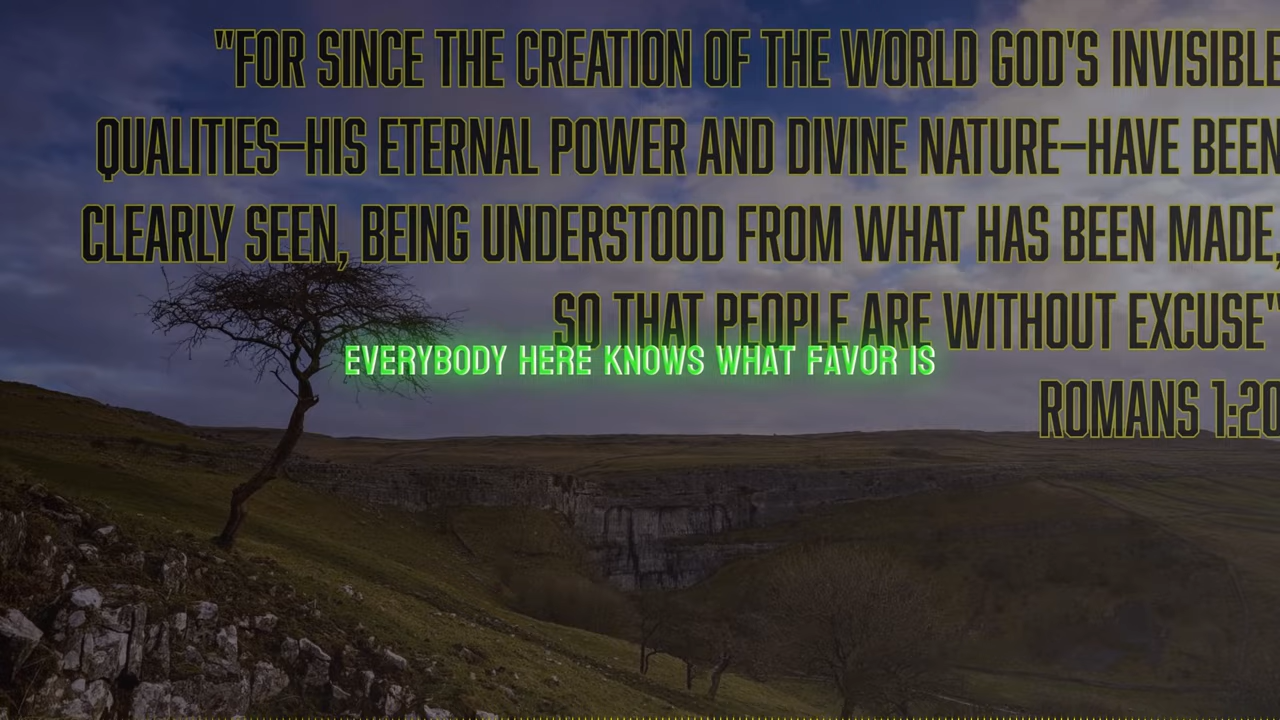 "FOR SINCE THE CREATION OF THE WORLD GOD'S INVISIBLE
QUALITIES—HIS ETERNAL POWER AND DIVINE NATURE—HAVE BEEN
CLEARLY SEEN, BEING UNDERSTOOD FROM WHAT HAS BEEN MADE,
SO THAT PEOPLE ARE WITHOUT EXCUSE"
EVERYBODY HERE KNOWS WHAT FAVOR IS
ROMANS 1:20